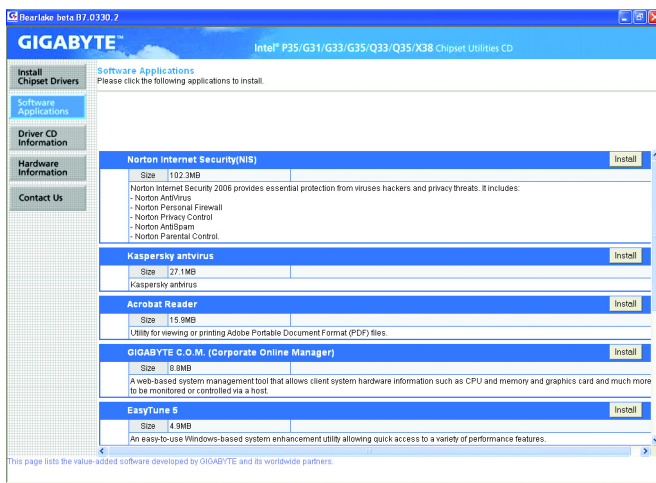 Bearlake beta B7.0330.2
GIGABYTE™
Intel® P35/G31/G33/G35/Q33/Q35/X38 Chipset Utilities CD
Install
Chipset Drivers
Software
Applications
Driver CD
Information
Hardware
Information
Contact Us
Software Applications
Please click the following applications to install.
Norton Internet Security(NIS) Install
Size 102.3MB
Norton Internet Security 2006 provides essential protection from viruses hackers and privacy threats. It includes:
- Norton AntiVirus
- Norton Personal Firewall
- Norton Privacy Control
- Norton AntiSpam
- Norton Parental Control.
Kaspersky antvirus Install
Size 27.1MB
Kaspersky antvirus
Acrobat Reader Install
Size 15.9MB
Utility for viewing or printing Adobe Portable Document Format (PDF) files.
GIGABYTE C.O.M. (Corporate Online Manager) Install
Size 8.8MB
A web-based system management tool that allows client system hardware information such as CPU and memory and graphics card and much more
to be monitored or controlled via a host.
EasyTune 5 Install
Size 4.9MB
An easy-to-use Windows-based system enhancement utility allowing quick access to a variety of performance features.
This page lists the value-added software developed by GIGABYTE and its worldwide partners.